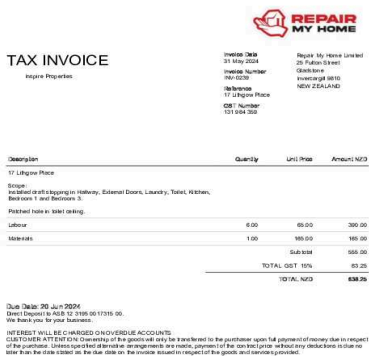 REPAIR
MY HOME
TAX INVOICE
Inspire Properties
Invoice Date
31 May 2024
Invoice Number
INV-0239
Reference
17 Lithgow Place
GST Number
131 964 359
Repair My Home Limited
25 Fulton Street
Gladstone
Invercargill 9810
NEW ZEALAND
Description Quantity Unit Price Amount NZD
17 Lithgow Place
Scope:
Installed draft stopping in Hallway, External Doors, Laundry, Toilet, Kitchen,
Bedroom 1 and Bedroom 3.
Patched hole in toilet ceiling.
Labour 6.00 65.00 390.00
Materials 1.00 165.00 165.00
Subtotal 555.00
TOTAL GST 15% 83.25
TOTAL NZD 638.25
Due Date: 20 Jun 2024
Direct Deposit to ASB 12 3195 0017315 00.
We thank you for your business.
INTEREST WILL BE CHARGED ON OVERDUE ACCOUNTS
CUSTOMER ATTENTION: Ownership of the goods will only be transferred to the purchaser upon full payment of money due in respect
of the purchase. Unless specified alternative arrangements are made, payment of the contract price without any deductions is due no
later than the date stated as the due date on the invoice issued in respect of the goods and services provided.